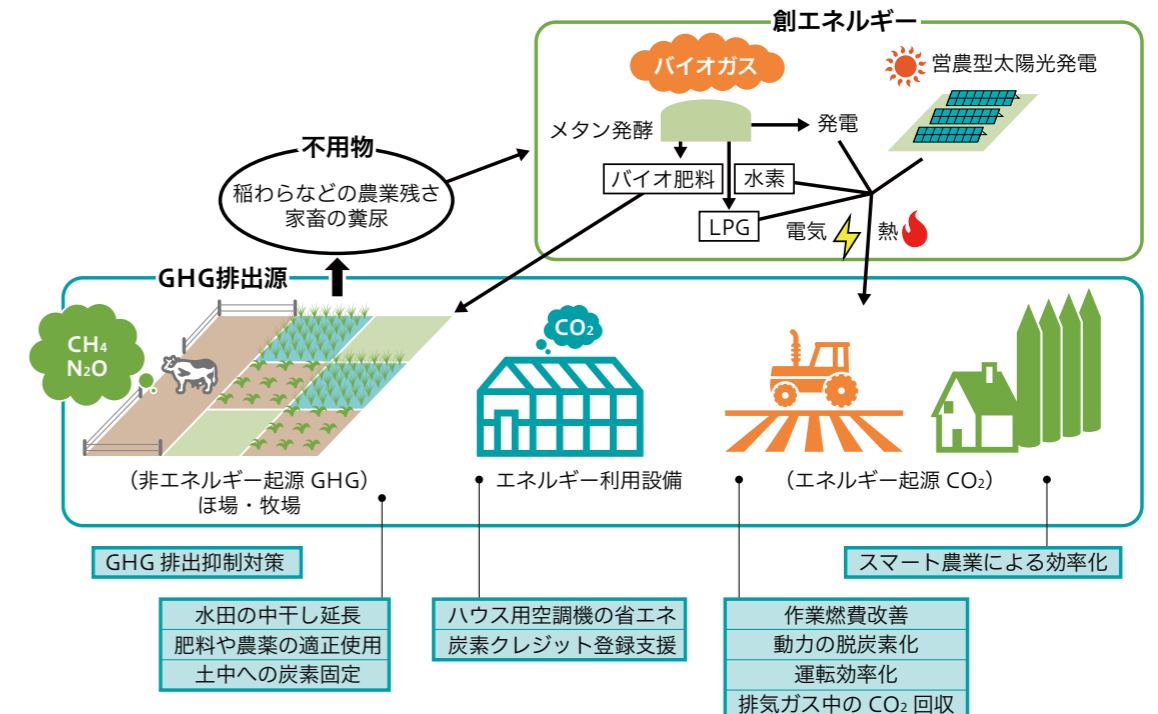 創エネルギー
バイオガス
営農型太陽光発電
メタン発酵
発電
バイオ肥料
水素
LPG
電気
熱
不用物
稲わらなどの農業残さ
家畜の糞尿
GHG排出源
CH₄
N₂O
CO₂
（非エネルギー起源 GHG）
ほ場・牧場
エネルギー利用設備
（エネルギー起源 CO₂）
GHG 排出抑制対策
スマート農業による効率化
水田の中干し延長
肥料や農薬の適正使用
土中への炭素固定
ハウス用空調機の省エネ
炭素クレジット登録支援
作業燃費改善
動力の脱炭素化
運転効率化
排気ガス中の CO₂ 回収